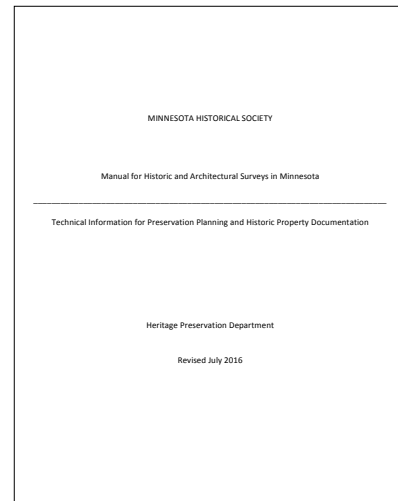 MINNESOTA HISTORICAL SOCIETY
Manual for Historic and Architectural Surveys in Minnesota
Technical Information for Preservation Planning and Historic Property Documentation
Heritage Preservation Department
Revised July 2016